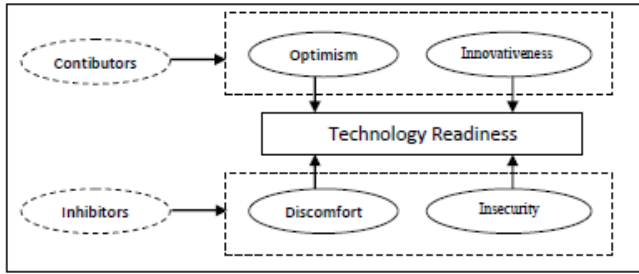 Optimism
Innovativeness
Contibutors
Technology Readiness
Inhibitors
Discomfort
Insecurity